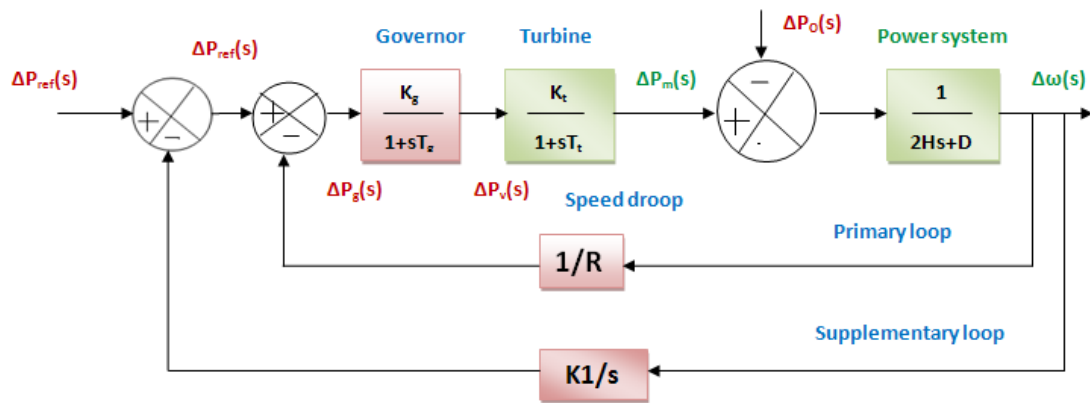 ΔP₀(s)
Governor Turbine Power system
ΔPref(s) ΔPref(s) ΔPm(s) Δω(s)
+ − + − − +
Kg
1+sTg
Kt
1+sTt
1
2Hs+D
ΔPg(s) ΔPv(s)
Speed droop
Primary loop
1/R
Supplementary loop
K1/s